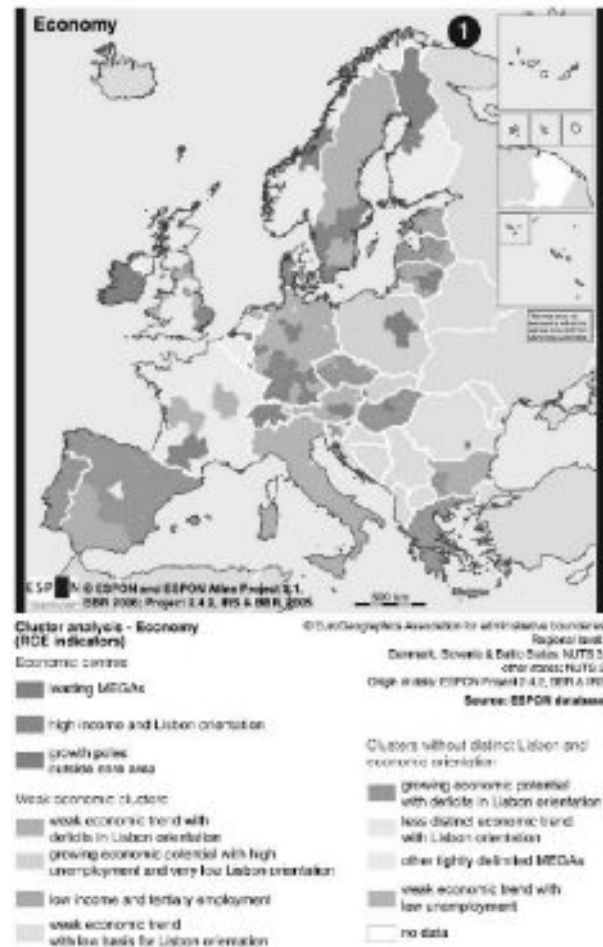 Economy
1
ESPON © ESPON and ESPON Atlas Project 3.1,
BBR 2006; Project 2.4.2, IRS & BBR, 2005
500 km
Cluster analysis - Economy
(RCE indicators)
Economic centres
leading MEGAs
high income and Lisbon orientation
growth poles
outside core area
Weak economic clusters
weak economic trend with
deficits in Lisbon orientation
growing economic potential with high
unemployment and very low Lisbon orientation
low income and tertiary employment
weak economic trend
with low basis for Lisbon orientation
© EuroGeographics Association for administrative boundaries
Regional level:
Denmark, Slovenia & Baltic States: NUTS 3
other states: NUTS 2
Origin of data: ESPON Project 2.4.2, BBR & IRS
Source: ESPON database
Clusters without distinct Lisbon and
economic orientation
growing economic potential
with deficits in Lisbon orientation
less distinct economic trend
with Lisbon orientation
other tightly delimited MEGAs
weak economic trend with
low unemployment
no data